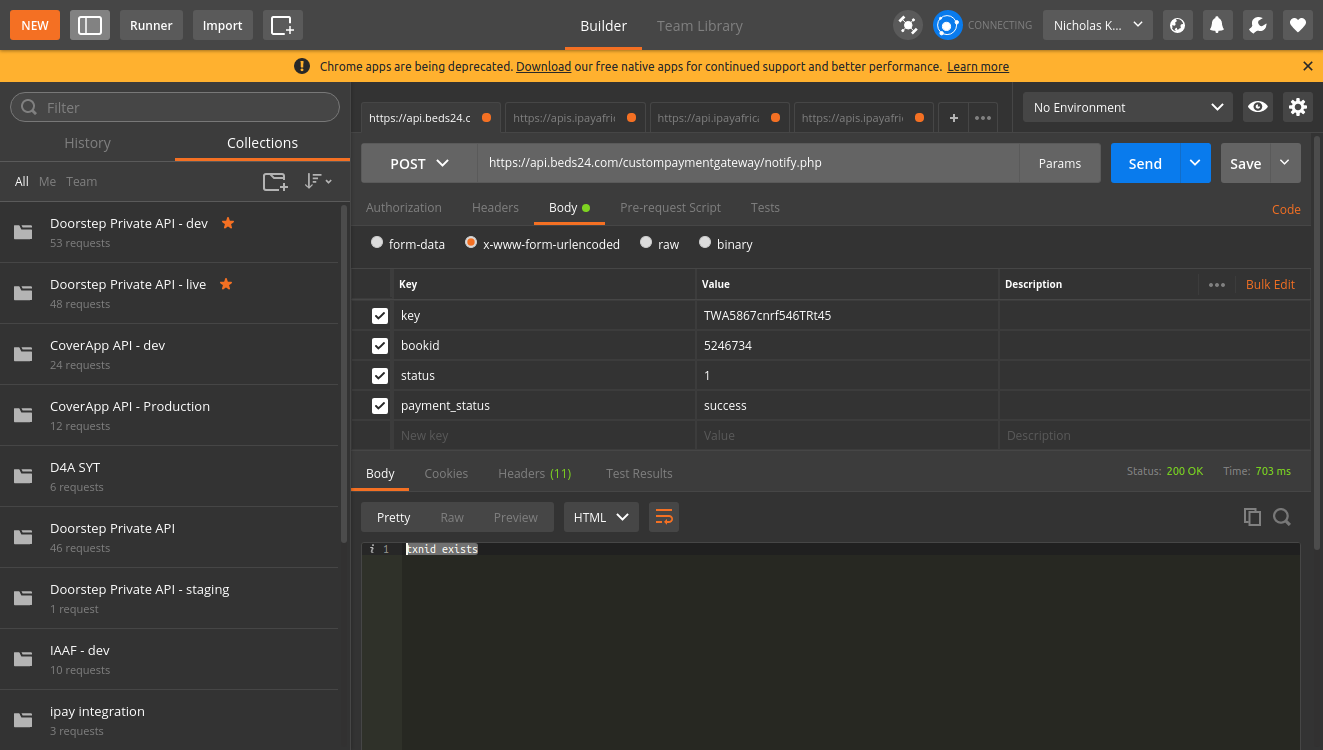 NEW Runner Import Builder Team Library CONNECTING Nicholas K...
Chrome apps are being deprecated. Download our free native apps for continued support and better performance. Learn more
Filter
History Collections
All Me Team
Doorstep Private API - dev
53 requests
Doorstep Private API - live
48 requests
CoverApp API - dev
24 requests
CoverApp API - Production
12 requests
D4A SYT
6 requests
Doorstep Private API
46 requests
Doorstep Private API - staging
1 request
IAAF - dev
10 requests
ipay integration
3 requests
https://api.beds24.c https://apis.ipayafri https://api.ipayafrica https://apis.ipayafri + •••
No Environment
POST https://api.beds24.com/custompaymentgateway/notify.php Params Send Save
Authorization Headers Body Pre-request Script Tests Code
form-data x-www-form-urlencoded raw binary
Key Value Description ••• Bulk Edit
key TWA5867cnrf546TRt45
bookid 5246734
status 1
payment_status success
New key Value Description
Body Cookies Headers (11) Test Results Status: 200 OK Time: 703 ms
Pretty Raw Preview HTML
i 1 txnid exists